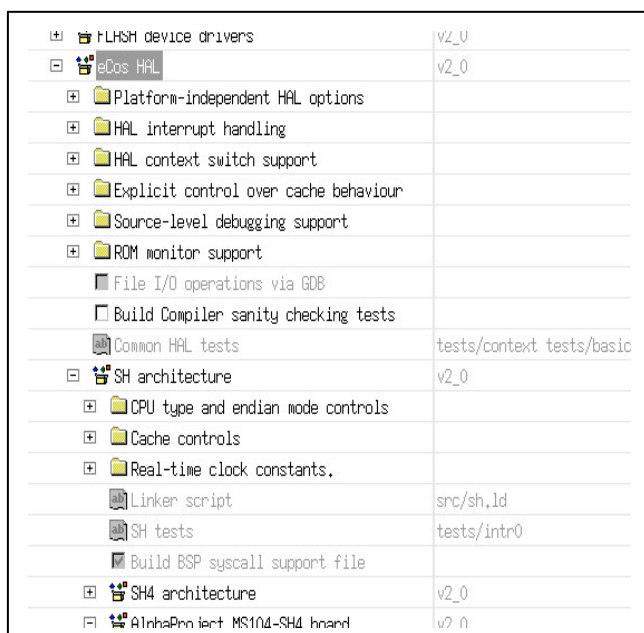 FLASH device drivers v2_0
eCos HAL v2_0
Platform-independent HAL options
HAL interrupt handling
HAL context switch support
Explicit control over cache behaviour
Source-level debugging support
ROM monitor support
File I/O operations via GDB
Build Compiler sanity checking tests
Common HAL tests tests/context tests/basic
SH architecture v2_0
CPU type and endian mode controls
Cache controls
Real-time clock constants.
Linker script src/sh.ld
SH tests tests/intr0
Build BSP syscall support file
SH4 architecture v2_0
AlphaProject MS104-SH4 board v2_0